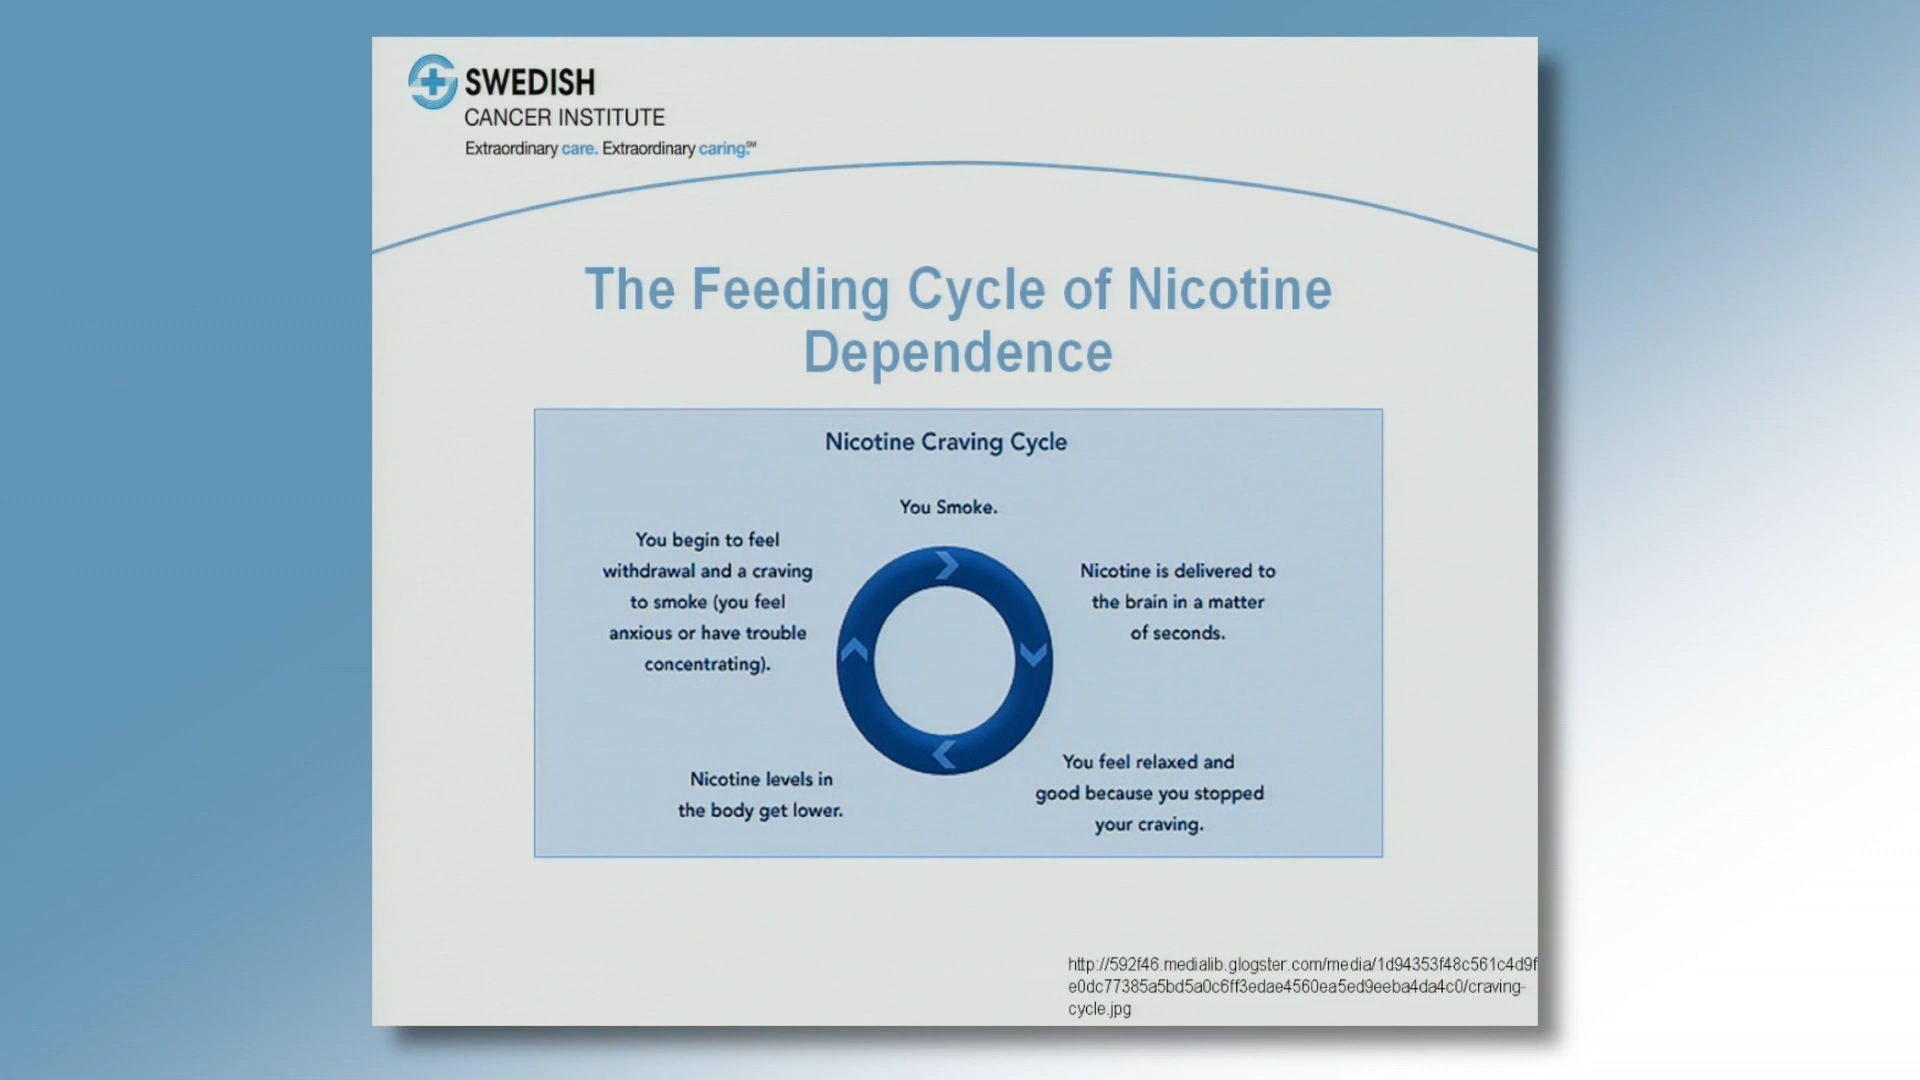 SWEDISH
CANCER INSTITUTE
Extraordinary care. Extraordinary caring.℠
The Feeding Cycle of Nicotine
Dependence
Nicotine Craving Cycle
You Smoke.
Nicotine is delivered to
the brain in a matter
of seconds.
You feel relaxed and
good because you stopped
your craving.
Nicotine levels in
the body get lower.
You begin to feel
withdrawal and a craving
to smoke (you feel
anxious or have trouble
concentrating).
http://592f46.medialib.glogster.com/media/1d94353f48c561c4d9f
e0dc77385a5bd5a0c6ff3edae4560ea5ed9eeba4da4c0/craving-
cycle.jpg